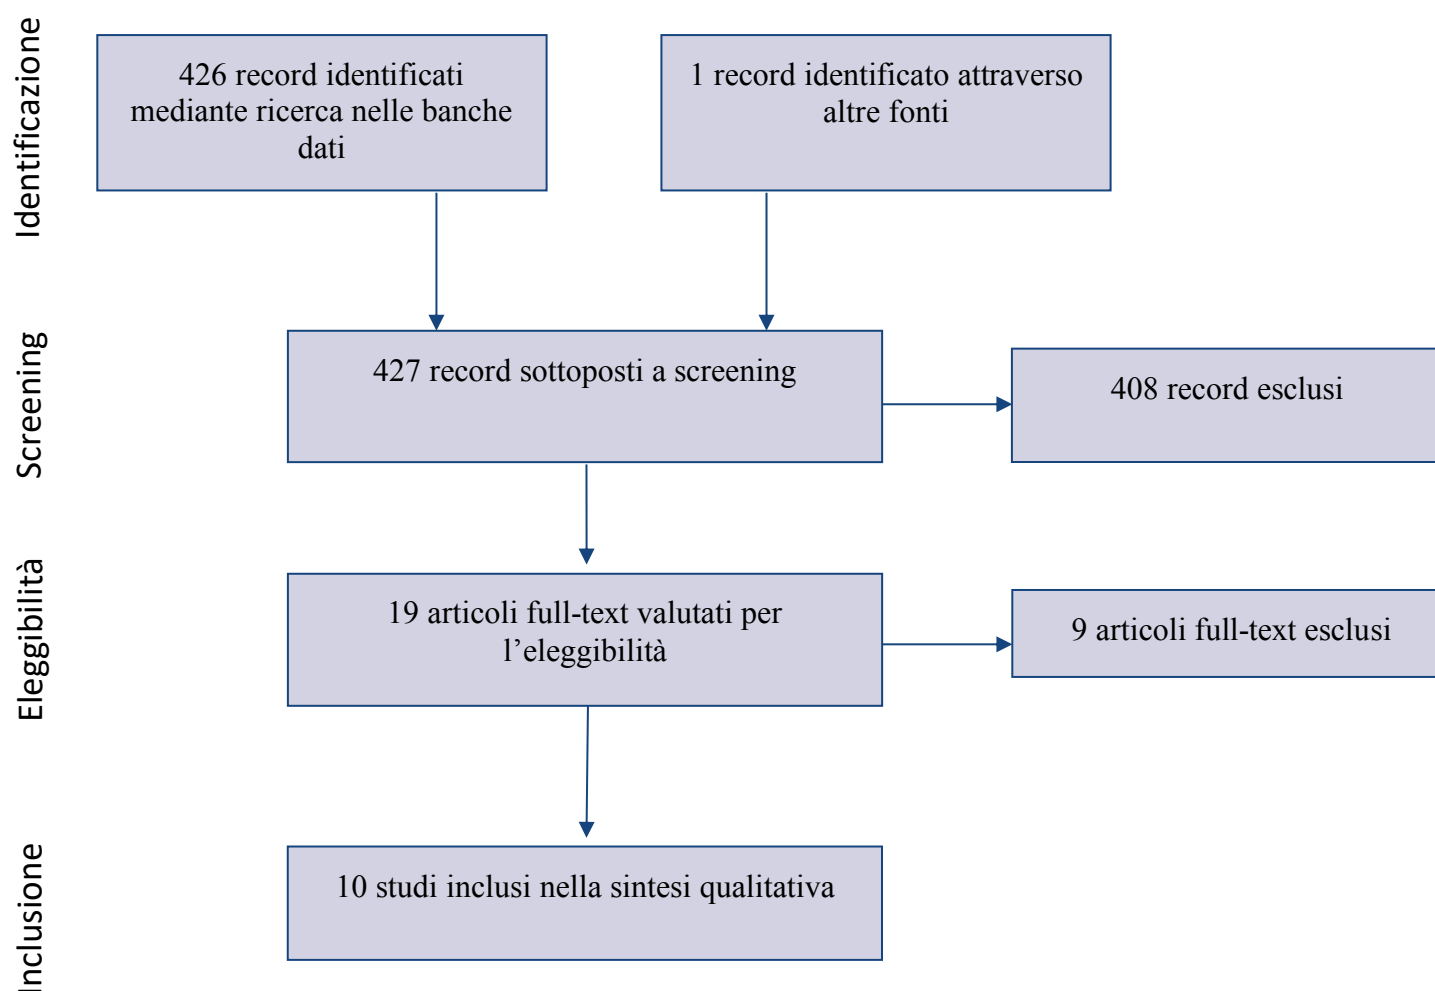 Identificazione
426 record identificati
mediante ricerca nelle banche
dati
1 record identificato attraverso
altre fonti
Screening
427 record sottoposti a screening
408 record esclusi
Eleggibilità
19 articoli full-text valutati per
l’eleggibilità
9 articoli full-text esclusi
Inclusione
10 studi inclusi nella sintesi qualitativa